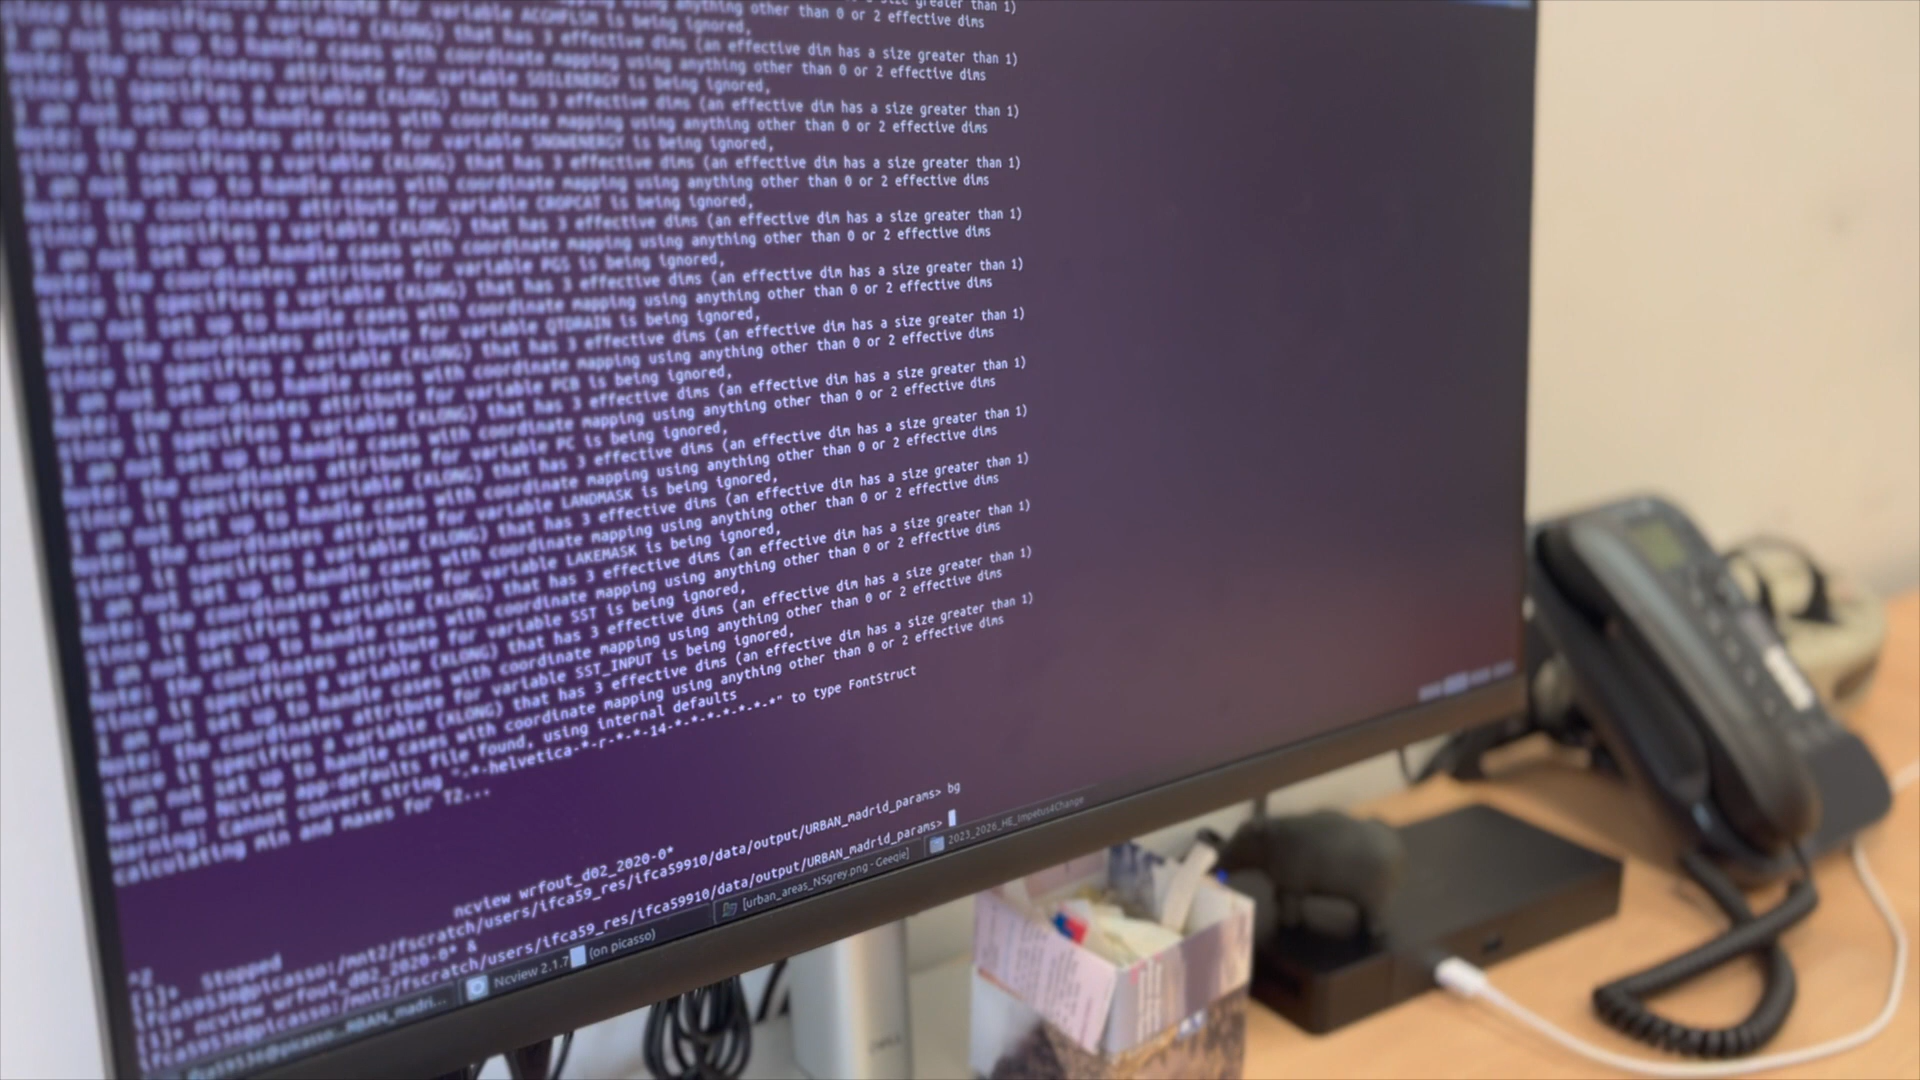 mapping using anything other than 0 or 2 effective dims
since it specifies a variable (XLONG) that has 3 effective dims (an effective dim has a size greater than 1)
I am not set up to handle cases with coordinate mapping using anything other than 0 or 2 effective dims
Note: the coordinates attribute for variable SOILENERGY is being ignored,
since it specifies a variable (XLONG) that has 3 effective dims (an effective dim has a size greater than 1)
I am not set up to handle cases with coordinate mapping using anything other than 0 or 2 effective dims
Note: the coordinates attribute for variable SNOWENERGY is being ignored,
since it specifies a variable (XLONG) that has 3 effective dims (an effective dim has a size greater than 1)
I am not set up to handle cases with coordinate mapping using anything other than 0 or 2 effective dims
Note: the coordinates attribute for variable CROPCAT is being ignored,
since it specifies a variable (XLONG) that has 3 effective dims (an effective dim has a size greater than 1)
I am not set up to handle cases with coordinate mapping using anything other than 0 or 2 effective dims
Note: the coordinates attribute for variable PGS is being ignored,
since it specifies a variable (XLONG) that has 3 effective dims (an effective dim has a size greater than 1)
I am not set up to handle cases with coordinate mapping using anything other than 0 or 2 effective dims
Note: the coordinates attribute for variable QTDRAIN is being ignored,
since it specifies a variable (XLONG) that has 3 effective dims (an effective dim has a size greater than 1)
I am not set up to handle cases with coordinate mapping using anything other than 0 or 2 effective dims
Note: the coordinates attribute for variable PCB is being ignored,
since it specifies a variable (XLONG) that has 3 effective dims (an effective dim has a size greater than 1)
I am not set up to handle cases with coordinate mapping using anything other than 0 or 2 effective dims
Note: the coordinates attribute for variable PC is being ignored,
since it specifies a variable (XLONG) that has 3 effective dims (an effective dim has a size greater than 1)
I am not set up to handle cases with coordinate mapping using anything other than 0 or 2 effective dims
Note: the coordinates attribute for variable LANDMASK is being ignored,
since it specifies a variable (XLONG) that has 3 effective dims (an effective dim has a size greater than 1)
I am not set up to handle cases with coordinate mapping using anything other than 0 or 2 effective dims
Note: the coordinates attribute for variable LAKEMASK is being ignored,
since it specifies a variable (XLONG) that has 3 effective dims (an effective dim has a size greater than 1)
I am not set up to handle cases with coordinate mapping using anything other than 0 or 2 effective dims
Note: the coordinates attribute for variable SST is being ignored,
since it specifies a variable (XLONG) that has 3 effective dims (an effective dim has a size greater than 1)
I am not set up to handle cases with coordinate mapping using anything other than 0 or 2 effective dims
Note: the coordinates attribute for variable SST_INPUT is being ignored,
since it specifies a variable (XLONG) that has 3 effective dims (an effective dim has a size greater than 1)
I am not set up to handle cases with coordinate mapping using anything other than 0 or 2 effective dims
Note: no Ncview app-defaults file found, using internal defaults
Warning: Cannot convert string "-*-helvetica-*-r-*-*-14-*-*-*-*-*-*-*" to type FontStruct
calculating min and maxes for T2...
^Z
[1]+ Stopped ncview wrfout_d02_2020-0*
ifca59536@picasso:/mnt2/fscratch/users/ifca59_res/ifca59910/data/output/URBAN_madrid_params> bg
[1]+ ncview wrfout_d02_2020-0* &
ifca59536@picasso:/mnt2/fscratch/users/ifca59_res/ifca59910/data/output/URBAN_madrid_params>
ifca59536@picasso:...RBAN_madri...
Ncview 2.1.7 (on picasso)
[urban_areas_NSgrey.png - Geeqie]
2023_2026_HE_Impetus4Change